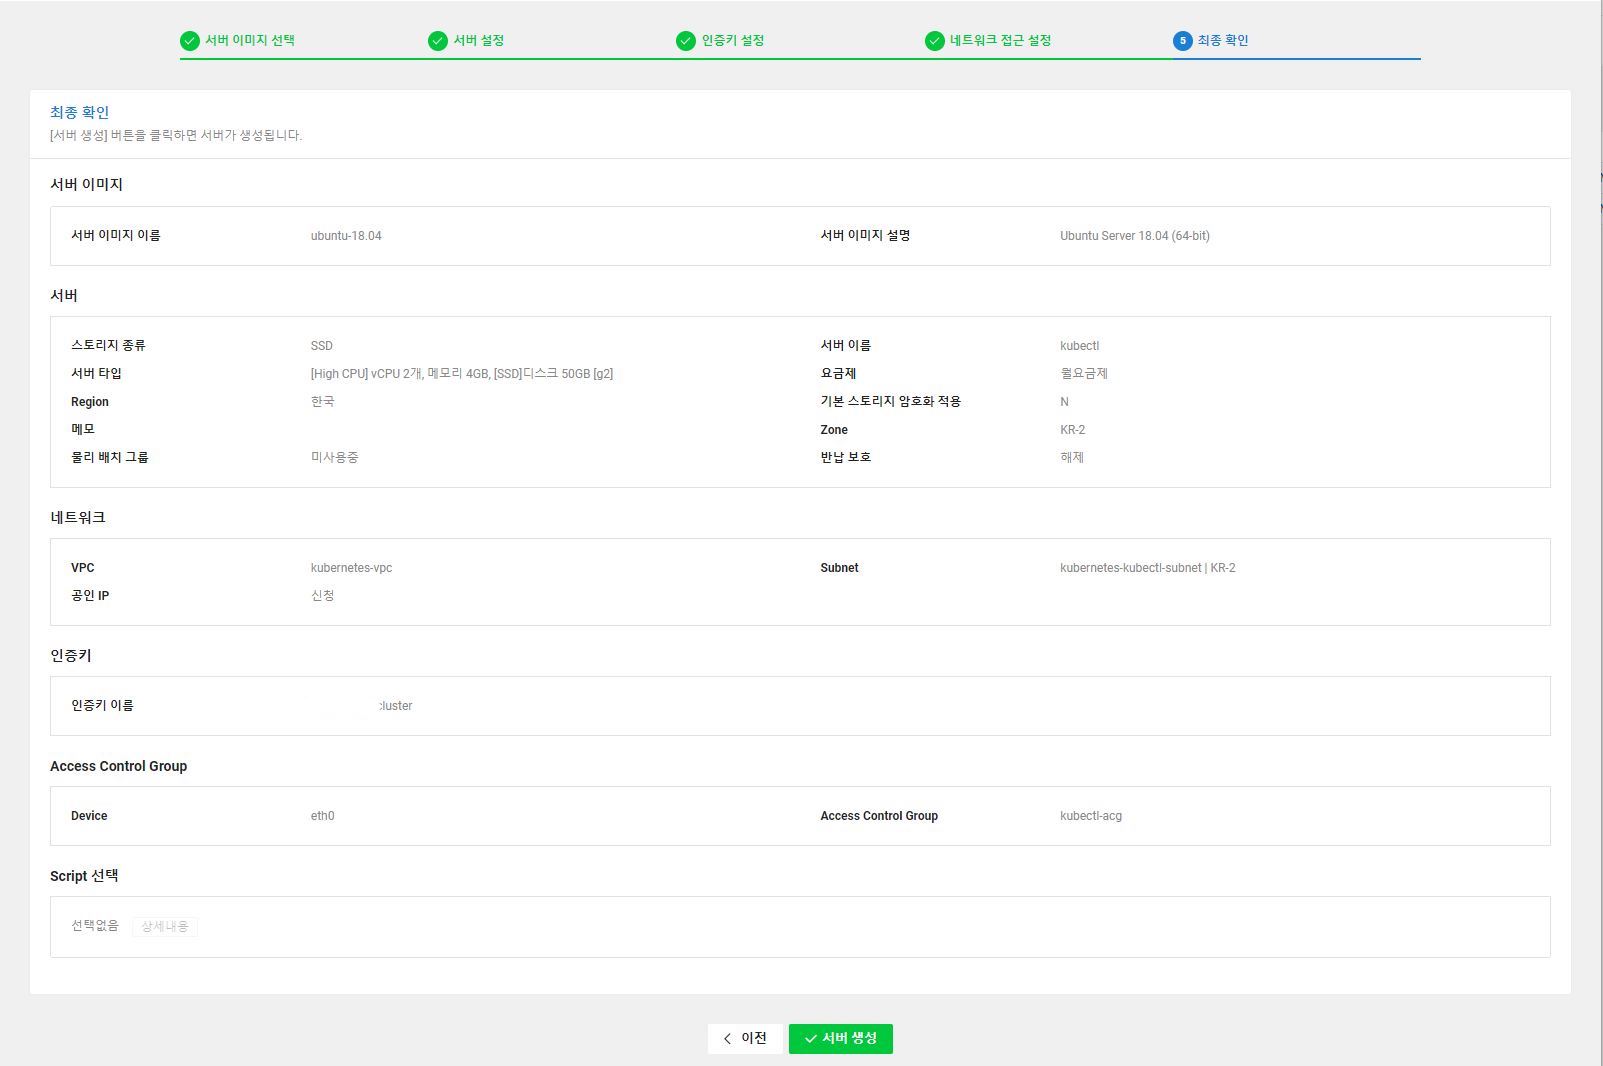 서버 이미지 선택
서버 설정
인증키 설정
네트워크 접근 설정
5 최종 확인
최종 확인
[서버 생성] 버튼을 클릭하면 서버가 생성됩니다.
서버 이미지
서버 이미지 이름 ubuntu-18.04 서버 이미지 설명 Ubuntu Server 18.04 (64-bit)
서버
스토리지 종류 SSD 서버 이름 kubectl
서버 타입 [High CPU] vCPU 2개, 메모리 4GB, [SSD]디스크 50GB [g2] 요금제 월요금제
Region 한국 기본 스토리지 암호화 적용 N
메모 Zone KR-2
물리 배치 그룹 미사용중 반납 보호 해제
네트워크
VPC kubernetes-vpc Subnet kubernetes-kubectl-subnet | KR-2
공인 IP 신청
인증키
인증키 이름 cluster
Access Control Group
Device eth0 Access Control Group kubectl-acg
Script 선택
선택없음 상세내용
이전 서버 생성